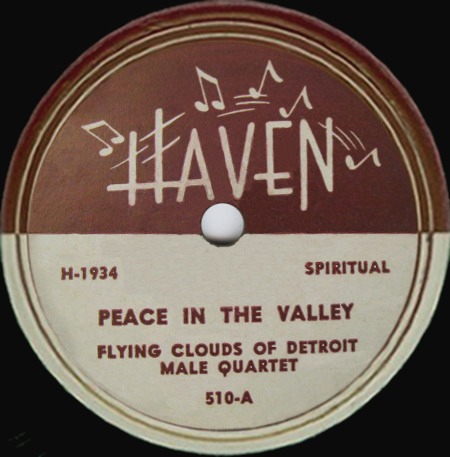 HAVEN
H-1934 SPIRITUAL
PEACE IN THE VALLEY
FLYING CLOUDS OF DETROIT
MALE QUARTET
510-A